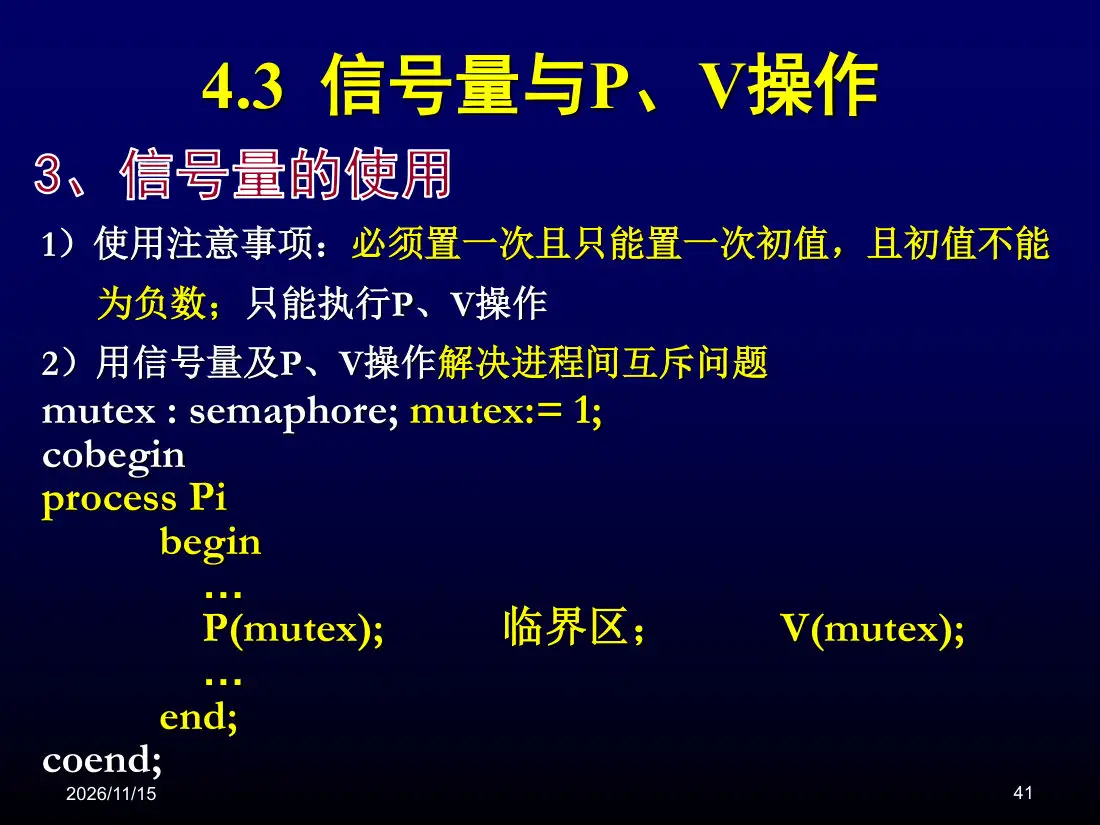 4.3 信号量与P、V操作
3、信号量的使用
1）使用注意事项：必须置一次且只能置一次初值，且初值不能
为负数；只能执行P、V操作
2）用信号量及P、V操作解决进程间互斥问题
mutex : semaphore; mutex:= 1;
cobegin
process Pi
begin
…
P(mutex); 临界区； V(mutex);
…
end;
coend;
2026/11/15 41